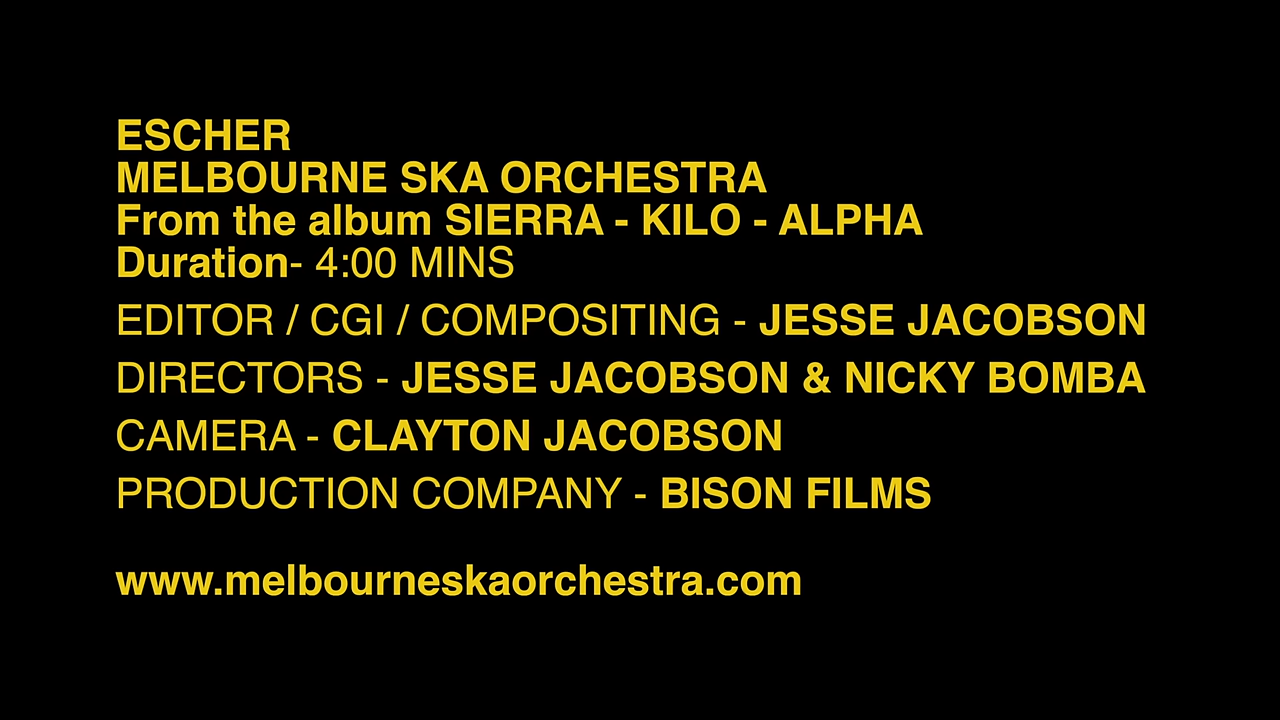 ESCHER
MELBOURNE SKA ORCHESTRA
From the album SIERRA - KILO - ALPHA
Duration- 4:00 MINS
EDITOR / CGI / COMPOSITING - JESSE JACOBSON
DIRECTORS - JESSE JACOBSON & NICKY BOMBA
CAMERA - CLAYTON JACOBSON
PRODUCTION COMPANY - BISON FILMS
www.melbourneskaorchestra.com